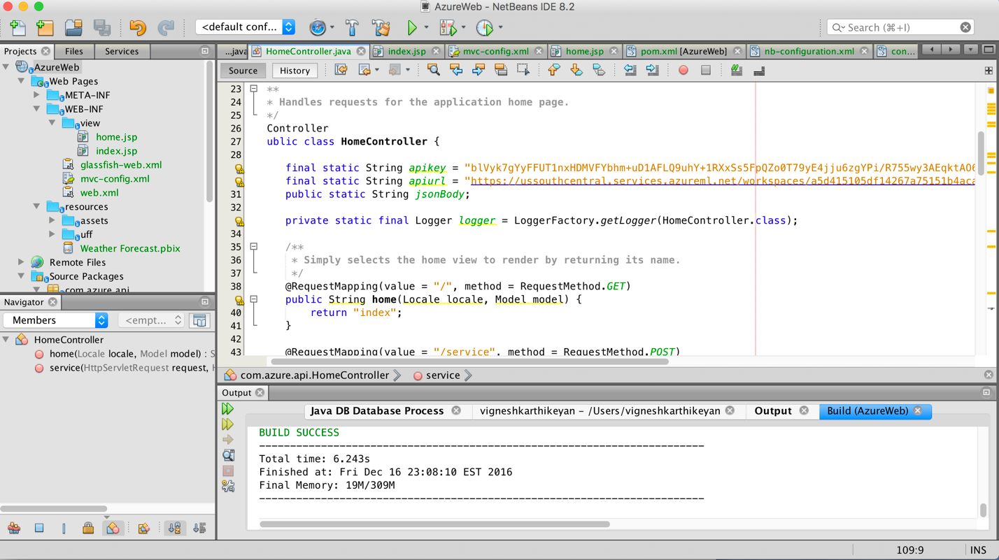 AzureWeb - NetBeans IDE 8.2
<default conf...
Search (⌘+I)
Projects
Files
Services
...java
HomeController.java
index.jsp
mvc-config.xml
home.jsp
pom.xml [AzureWeb]
nb-configuration.xml
con...
AzureWeb
Web Pages
META-INF
WEB-INF
view
home.jsp
index.jsp
glassfish-web.xml
mvc-config.xml
web.xml
resources
assets
uff
Weather Forecast.pbix
Remote Files
Source Packages
com.azure.api
Source
History
23 **
24 * Handles requests for the application home page.
25 */
26 Controller
27 ublic class HomeController {
28
final static String apikey = "blVyk7gYyFFUT1nxHDMVFYbhm+uD1AFLQ9uhY+1RXxSs5FpQZo0T79yE4jju6zgYPi/R755wy3AEqktAO6
final static String apiurl = "https://ussouthcentral.services.azureml.net/workspaces/a5d415105df14267a75151b4aca
31 public static String jsonBody;
32
private static final Logger logger = LoggerFactory.getLogger(HomeController.class);
34
35 /**
36 * Simply selects the home view to render by returning its name.
37 */
38 @RequestMapping(value = "/", method = RequestMethod.GET)
public String home(Locale locale, Model model) {
40 return "index";
41 }
42
43 @RequestMapping(value = "/service", method = RequestMethod.POST)
com.azure.api.HomeController
service
Navigator
Members
<empt...
HomeController
home(Locale locale, Model model) : S
service(HttpServletRequest request, H
Output
Java DB Database Process
vigneshkarthikeyan - /Users/vigneshkarthikeyan
Output
Build (AzureWeb)
BUILD SUCCESS
------------------------------------------------------------------------
Total time: 6.243s
Finished at: Fri Dec 16 23:08:10 EST 2016
Final Memory: 19M/309M
------------------------------------------------------------------------
109:9
INS